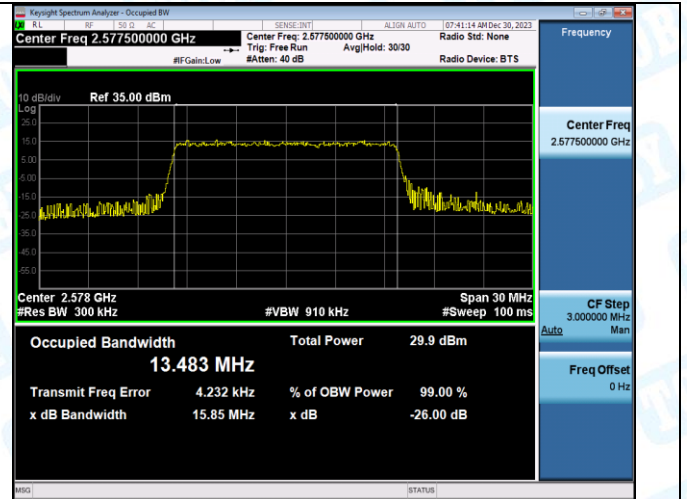 Keysight Spectrum Analyzer - Occupied BW
RL RF 50 Ω AC SENSE:INT ALIGN AUTO 07:41:14 AM Dec 30, 2023
Center Freq 2.577500000 GHz
Center Freq: 2.577500000 GHz
Radio Std: None
Trig: Free Run Avg|Hold: 30/30
#IFGain:Low #Atten: 40 dB Radio Device: BTS
Frequency
10 dB/div Ref 35.00 dBm
Log
25.0
15.0
5.00
-5.00
-15.0
-25.0
-35.0
-45.0
-55.0
Center 2.578 GHz Span 30 MHz
#Res BW 300 kHz #VBW 910 kHz #Sweep 100 ms
Occupied Bandwidth Total Power 29.9 dBm
13.483 MHz
Transmit Freq Error 4.232 kHz % of OBW Power 99.00 %
x dB Bandwidth 15.85 MHz x dB -26.00 dB
Center Freq
2.577500000 GHz
CF Step
3.000000 MHz
Auto Man
Freq Offset
0 Hz
MSG STATUS